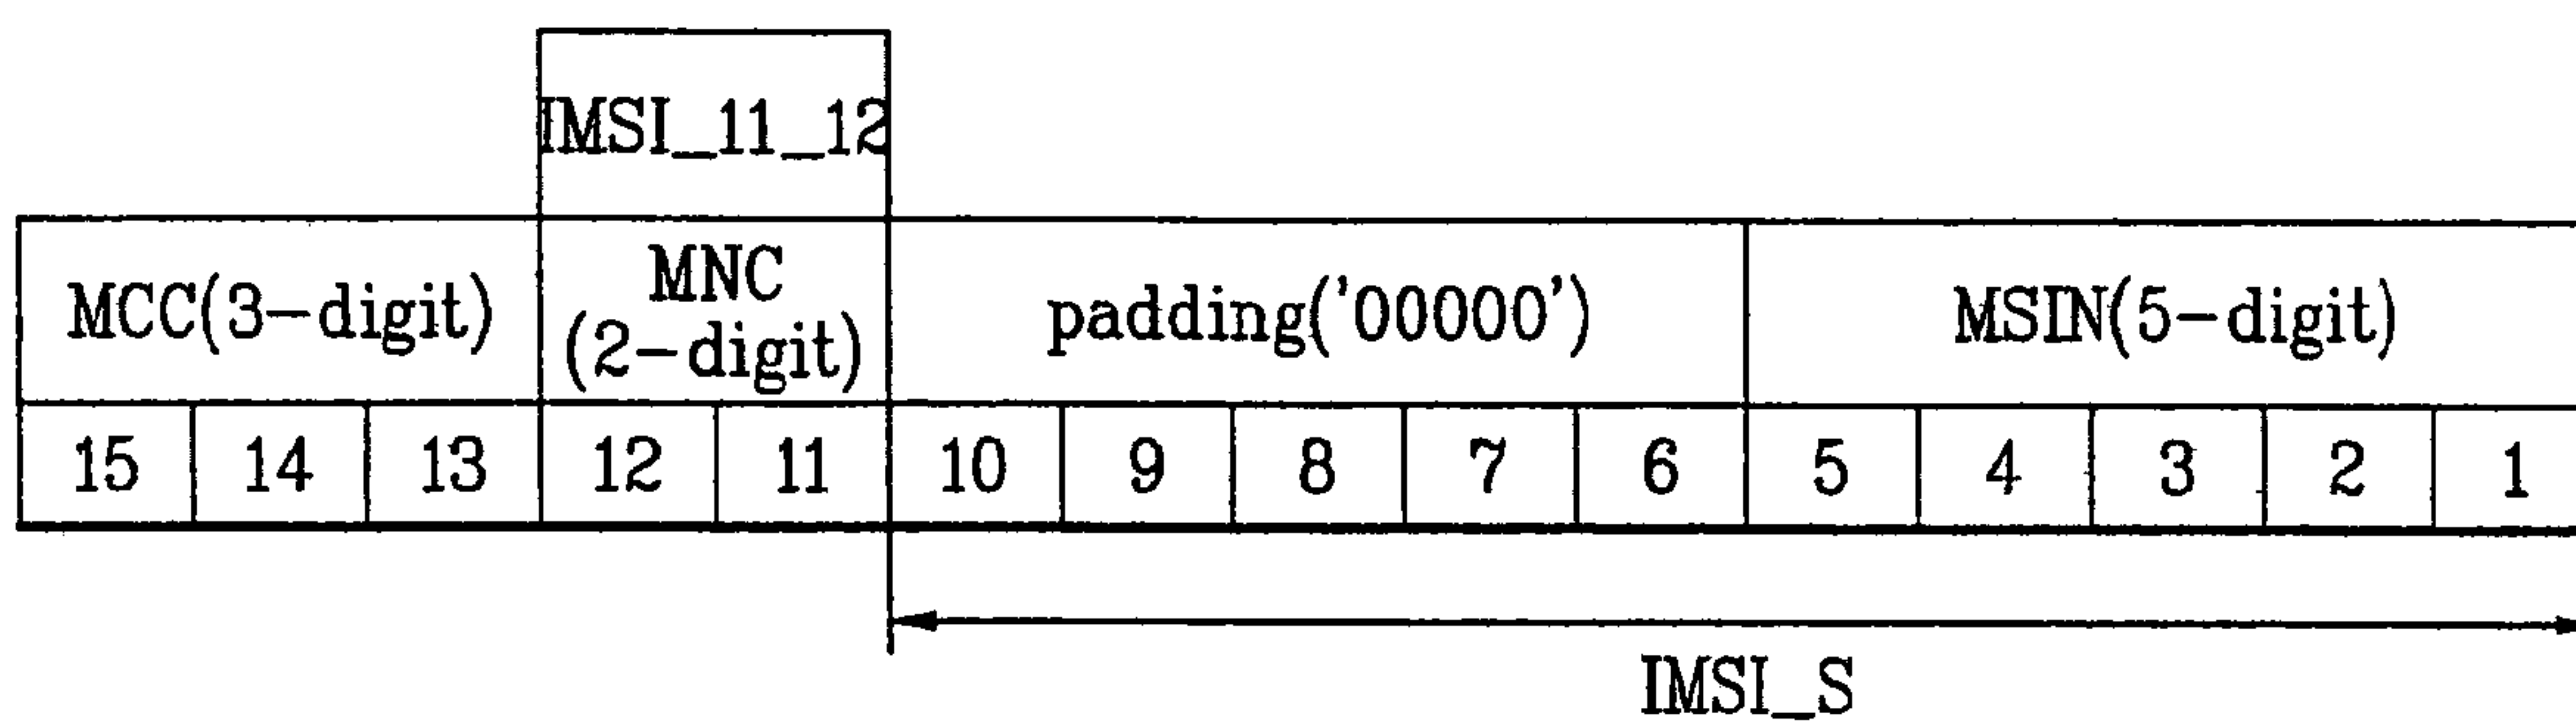 IMSI_11_12
MCC(3-digit)
MNC
(2-digit)
padding('00000')
MSIN(5-digit)
15 14 13 12 11 10 9 8 7 6 5 4 3 2 1
IMSI_S